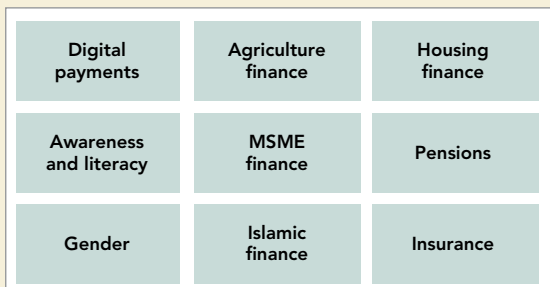 Digital
payments
Agriculture
finance
Housing
finance
Awareness
and literacy
MSME
finance
Pensions
Gender
Islamic
finance
Insurance